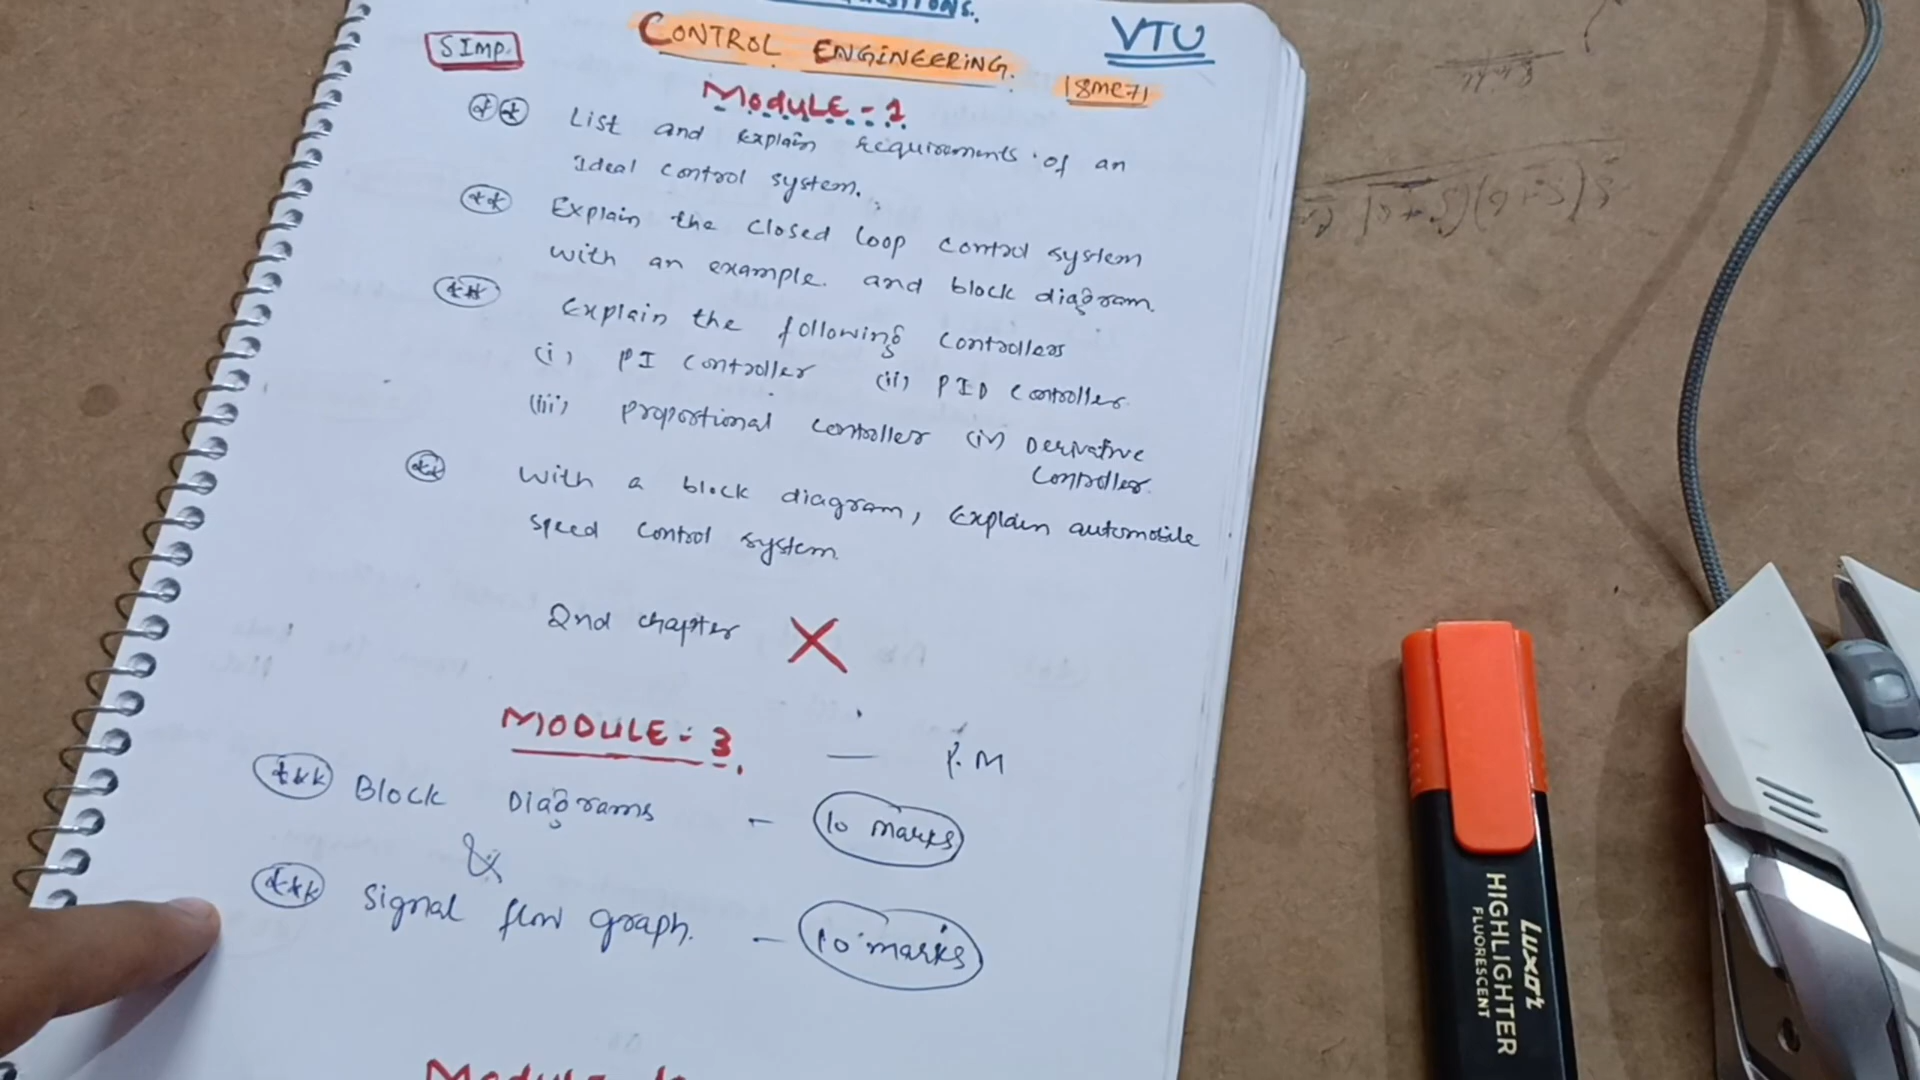 VTU
SIMP.
CONTROL ENGINEERING.
18ME71
MODULE - 1
List and explain requirements of an
Ideal control system.
Explain the closed loop control system
with an example. and block diagram.
Explain the following controllers
(i) PI controller (ii) PID controller.
(iii) proportional controller (iv) Derivative
controller.
with a block diagram, Explain automobile
speed control system.
2nd chapter X
MODULE - 3. — P.M
*** Block Diagrams - 10 marks
&
*** Signal flow graph. - 10 marks
Module
Luxor
HIGHLIGHTER
FLUORESCENT